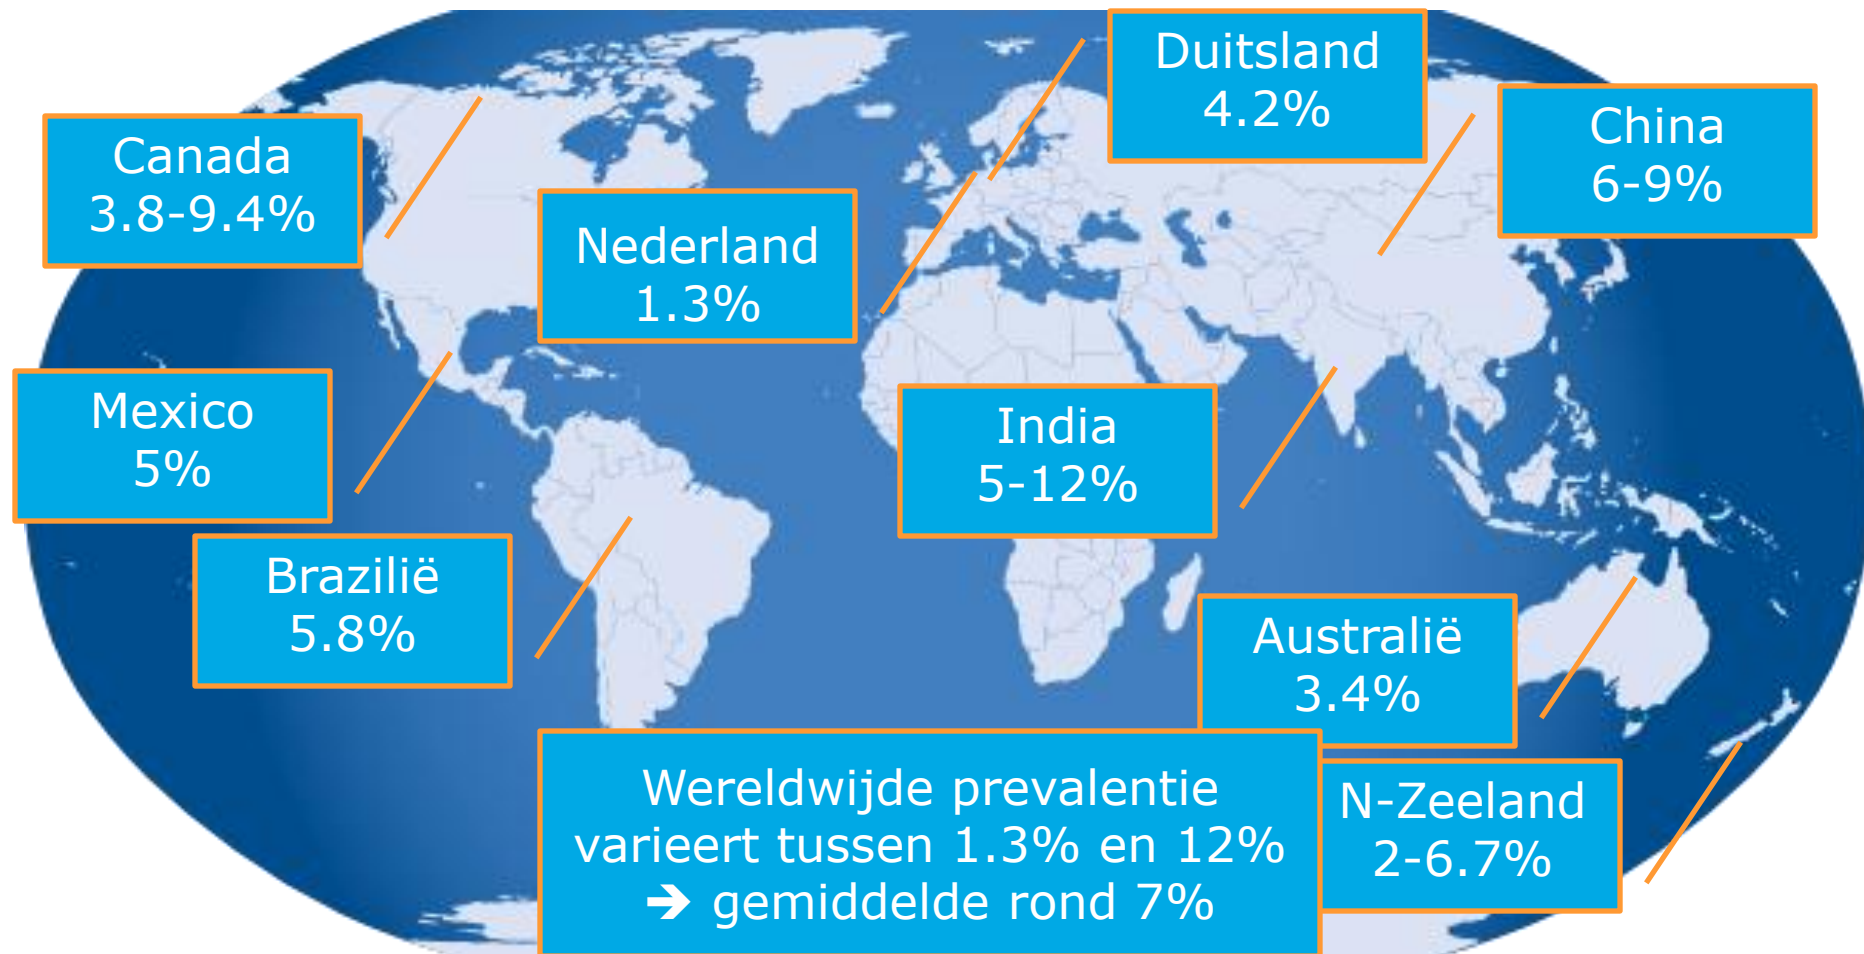 Duitsland
4.2%
China
6-9%
Canada
3.8-9.4%
Nederland
1.3%
Mexico
5%
India
5-12%
Brazilië
5.8%
Australië
3.4%
Wereldwijde prevalentie
varieert tussen 1.3% en 12%
➔ gemiddelde rond 7%
N-Zeeland
2-6.7%